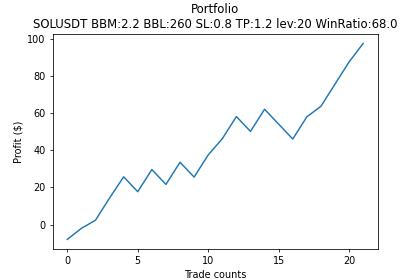 Portfolio
SOLUSDT BBM:2.2 BBL:260 SL:0.8 TP:1.2 lev:20 WinRatio:68.0
100
80
60
40
20
0
Profit ($)
0
5
10
15
20
Trade counts